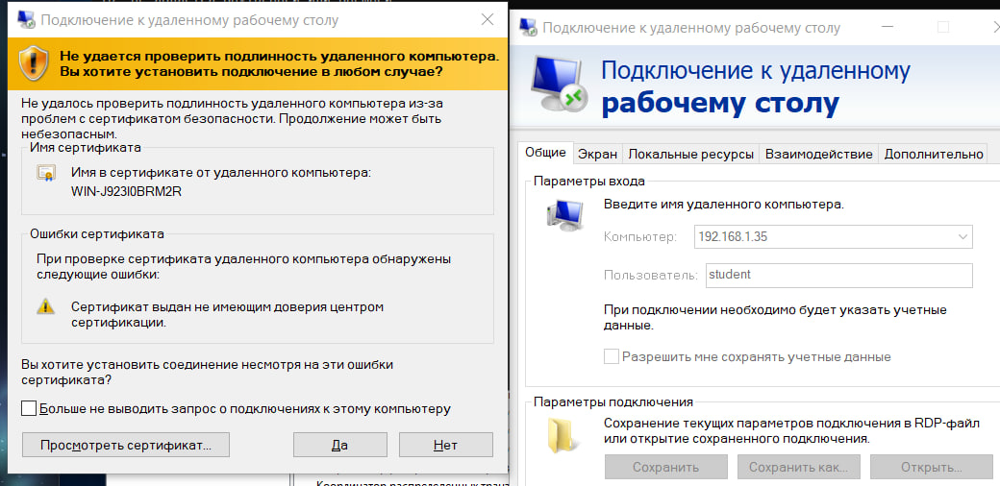 Подключение к удаленному рабочему столу
Не удается проверить подлинность удаленного компьютера.
Вы хотите установить подключение в любом случае?
Не удалось проверить подлинность удаленного компьютера из-за
проблем с сертификатом безопасности. Продолжение может быть
небезопасным.
Имя сертификата
Имя в сертификате от удаленного компьютера:
WIN-J923I0BRM2R
Ошибки сертификата
При проверке сертификата удаленного компьютера обнаружены
следующие ошибки:
Сертификат выдан не имеющим доверия центром
сертификации.
Вы хотите установить соединение несмотря на эти ошибки
сертификата?
Больше не выводить запрос о подключениях к этому компьютеру
Просмотреть сертификат...
Да
Нет
Подключение к удаленному рабочему столу
Подключение к удаленному
рабочему столу
Общие
Экран
Локальные ресурсы
Взаимодействие
Дополнительно
Параметры входа
Введите имя удаленного компьютера.
Компьютер:
192.168.1.35
Пользователь:
student
При подключении необходимо будет указать учетные
данные.
Разрешить мне сохранять учетные данные
Параметры подключения
Сохранение текущих параметров подключения в RDP-файл
или открытие сохраненного подключения.
Сохранить
Сохранить как...
Открыть...